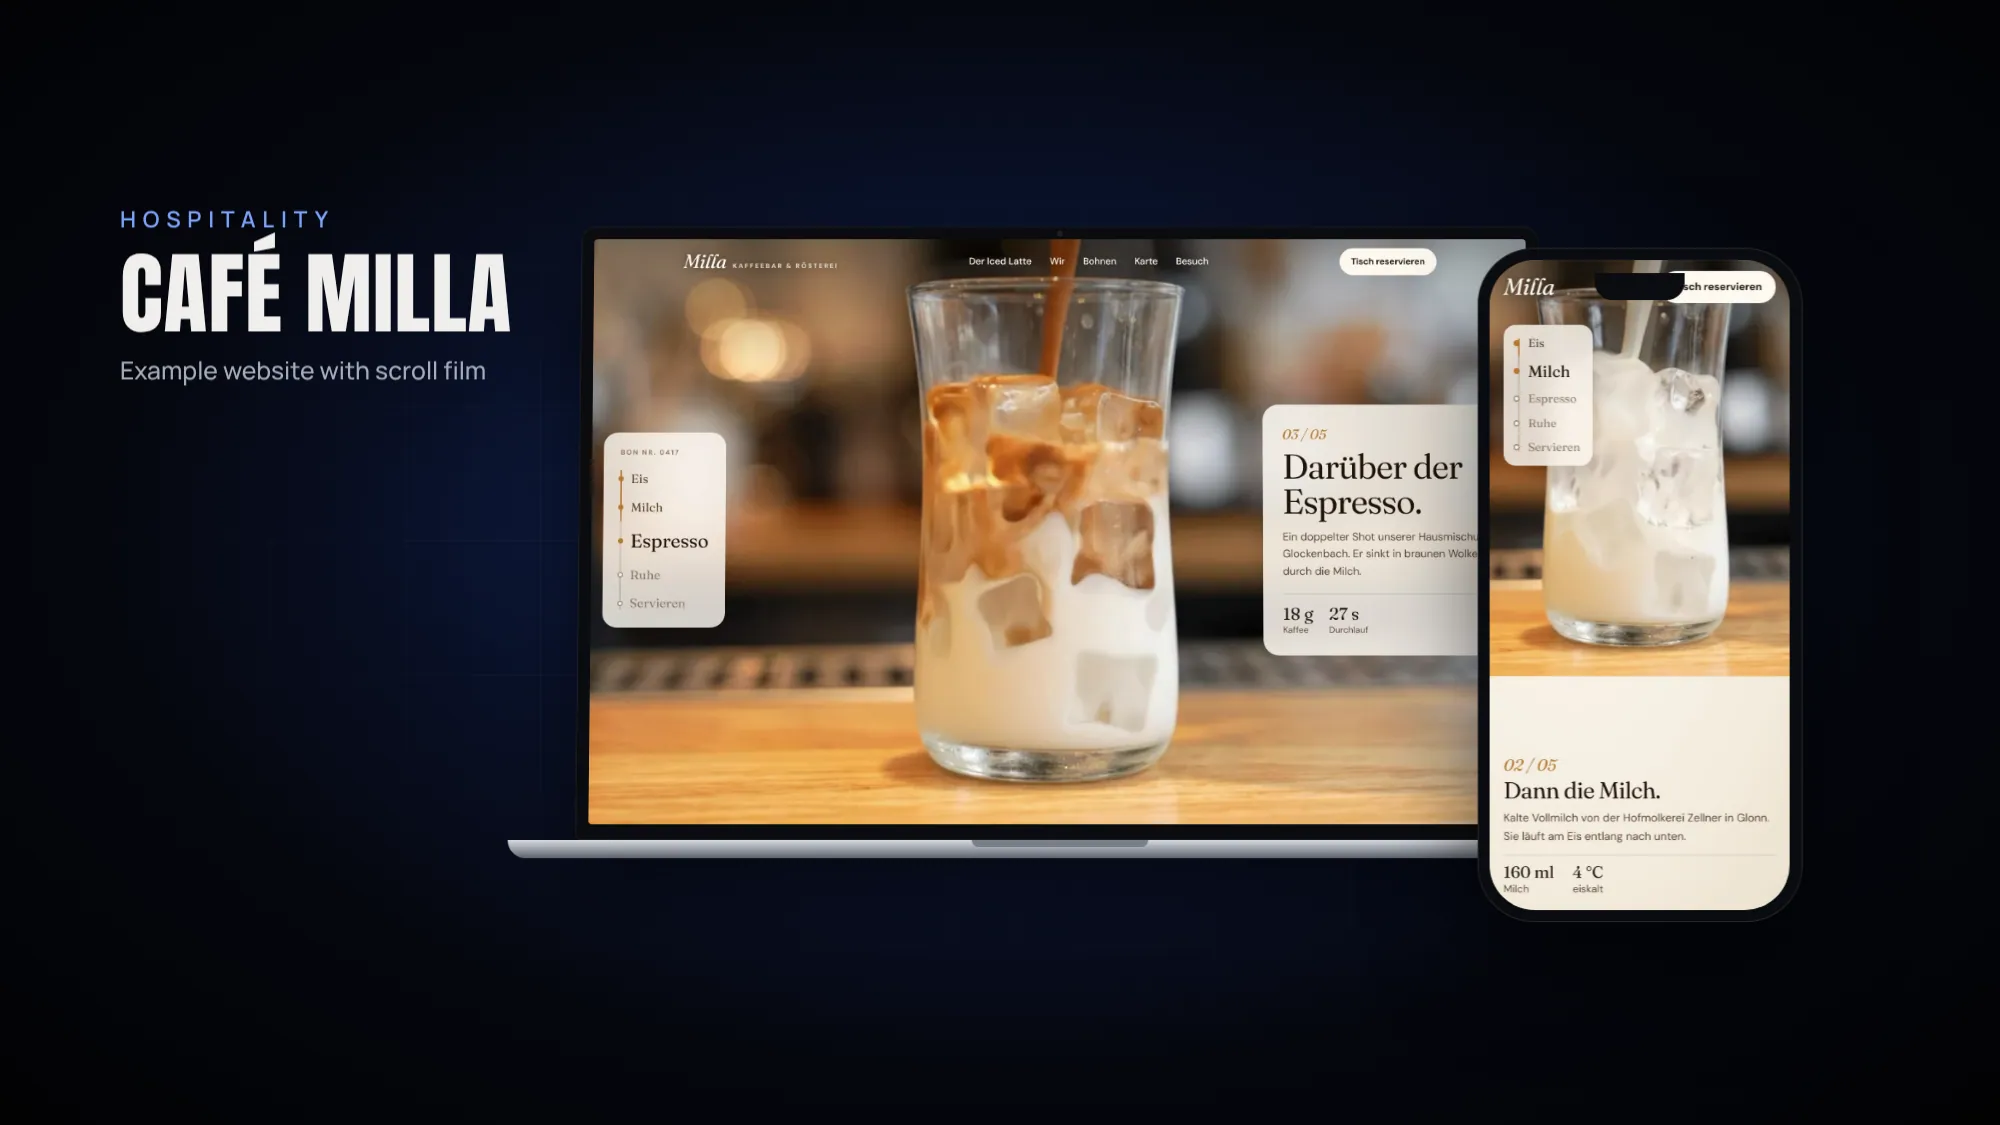 HOSPITALITY
CAFÉ MILLA
Example website with scroll film
Milla KAFFEEBAR & RÖSTEREI
Der Iced Latte Wir Bohnen Karte Besuch
Tisch reservieren
BON NR. 0417
Eis
Milch
Espresso
Ruhe
Servieren
03/05
Darüber der
Espresso.
Ein doppelter Shot unserer
Glockenbach. Er sinkt in braunen
durch die Milch.
18 g 27 s
Kaffee Durchlauf
Milla
reservieren
Eis
Milch
Espresso
Ruhe
Servieren
02/05
Dann die Milch.
Kalte Vollmilch von der Hofmolkerei Zellner in Glonn.
Sie läuft am Eis entlang nach unten.
160 ml 4 °C
Milch eiskalt